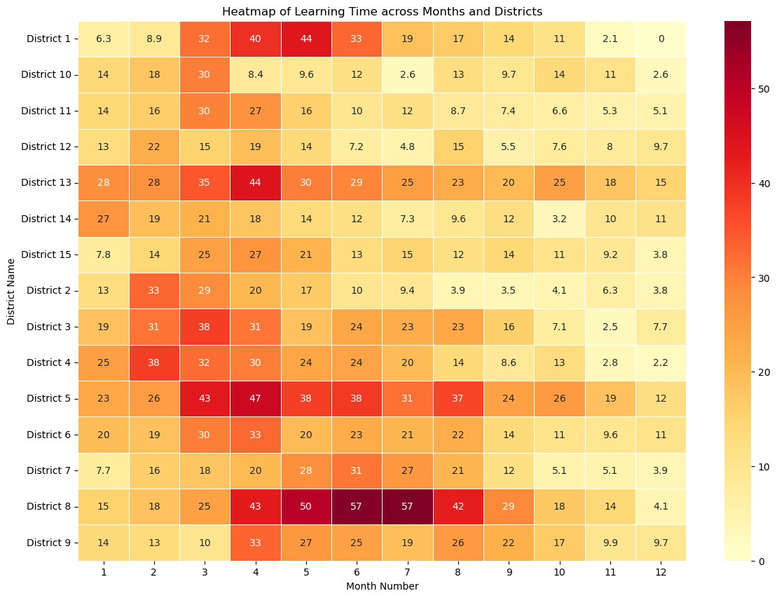 Heatmap of Learning Time across Months and Districts
District 1 6.3 8.9 32 40 44 33 19 17 14 11 2.1 0
District 10 14 18 30 8.4 9.6 12 2.6 13 9.7 14 11 2.6
District 11 14 16 30 27 16 10 12 8.7 7.4 6.6 5.3 5.1
District 12 13 22 15 19 14 7.2 4.8 15 5.5 7.6 8 9.7
District 13 28 28 35 44 30 29 25 23 20 25 18 15
District 14 27 19 21 18 14 12 7.3 9.6 12 3.2 10 11
District 15 7.8 14 25 27 21 13 15 12 14 11 9.2 3.8
District 2 13 33 29 20 17 10 9.4 3.9 3.5 4.1 6.3 3.8
District 3 19 31 38 31 19 24 23 23 16 7.1 2.5 7.7
District 4 25 38 32 30 24 24 20 14 8.6 13 2.8 2.2
District 5 23 26 43 47 38 38 31 37 24 26 19 12
District 6 20 19 30 33 20 23 21 22 14 11 9.6 11
District 7 7.7 16 18 20 28 31 27 21 12 5.1 5.1 3.9
District 8 15 18 25 43 50 57 57 42 29 18 14 4.1
District 9 14 13 10 33 27 25 19 26 22 17 9.9 9.7
1 2 3 4 5 6 7 8 9 10 11 12
Month Number
District Name
50
40
30
20
10
0